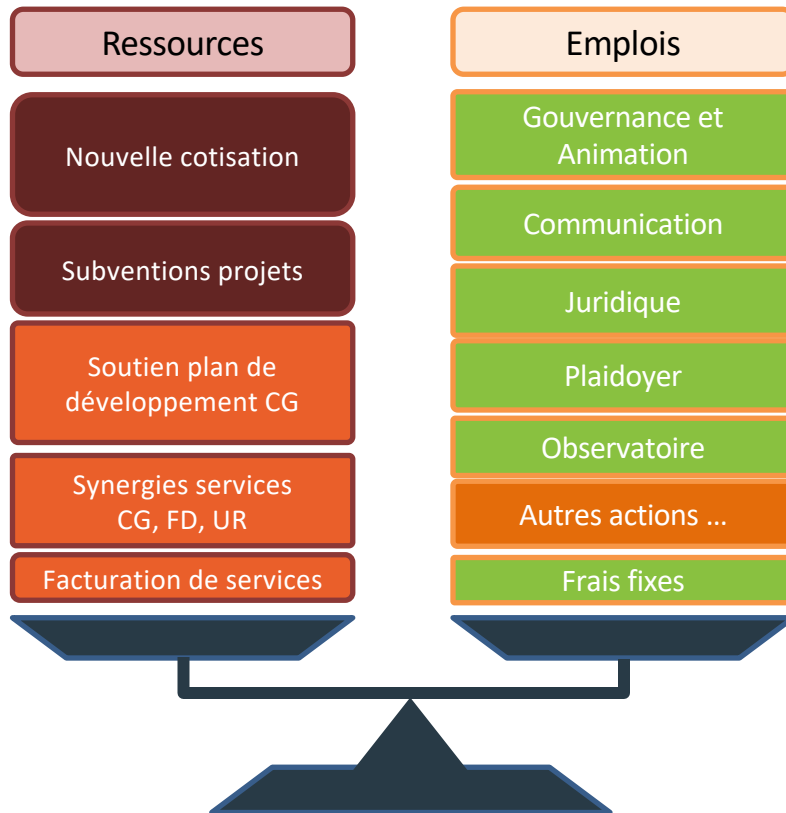 Ressources
Nouvelle cotisation
Subventions projets
Soutien plan de
développement CG
Synergies services
CG, FD, UR
Facturation de services
Emplois
Gouvernance et
Animation
Communication
Juridique
Plaidoyer
Observatoire
Autres actions ...
Frais fixes